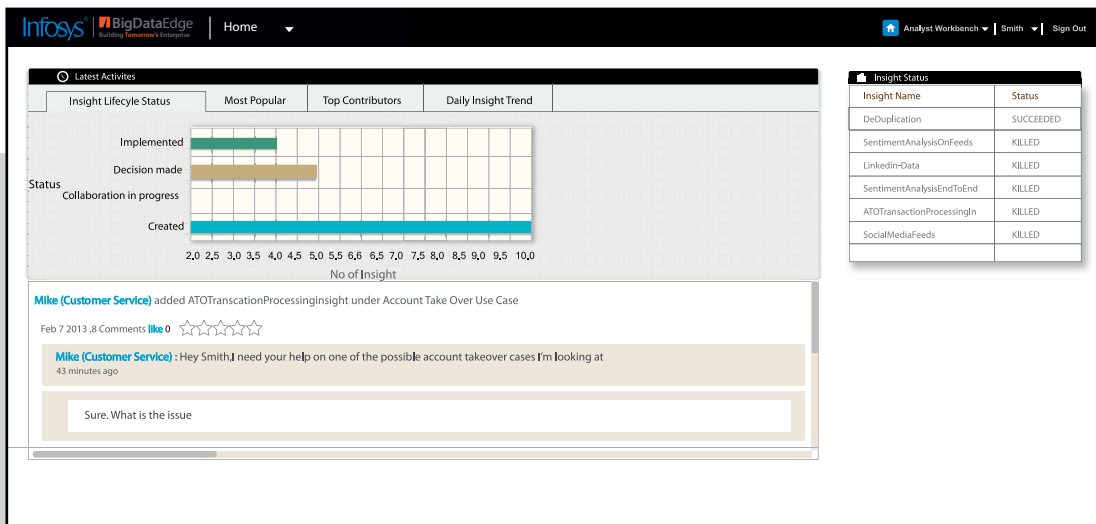 Infosys | BigDataEdge
Building Tomorrow's Enterprise
Home
Analyst Workbench
Smith
Sign Out
Latest Activites
Insight Lifecyle Status
Most Popular
Top Contributors
Daily Insight Trend
Implemented
Decision made
Status
Collaboration in progress
Created
2.0 2.5 3.0 3.5 4.0 4.5 5.0 5.5 6.6 6.5 7.0 7.5 8.0 8.5 9.0 9.5 10.0
No of Insight
Mike (Customer Service) added ATOTranscationProcessinginsight under Account Take Over Use Case
Feb 7 2013 ,8 Comments like 0
Mike (Customer Service) : Hey Smith,I need your help on one of the possible account takeover cases I'm looking at
43 minutes ago
Sure. What is the issue
Insight Status
Insight Name Status
DeDuplication SUCCEEDED
SentimentAnalysisOnFeeds KILLED
Linkedin-Data KILLED
SentimentAnalysisEndToEnd KILLED
ATOTransactionProcessingIn KILLED
SocialMediaFeeds KILLED